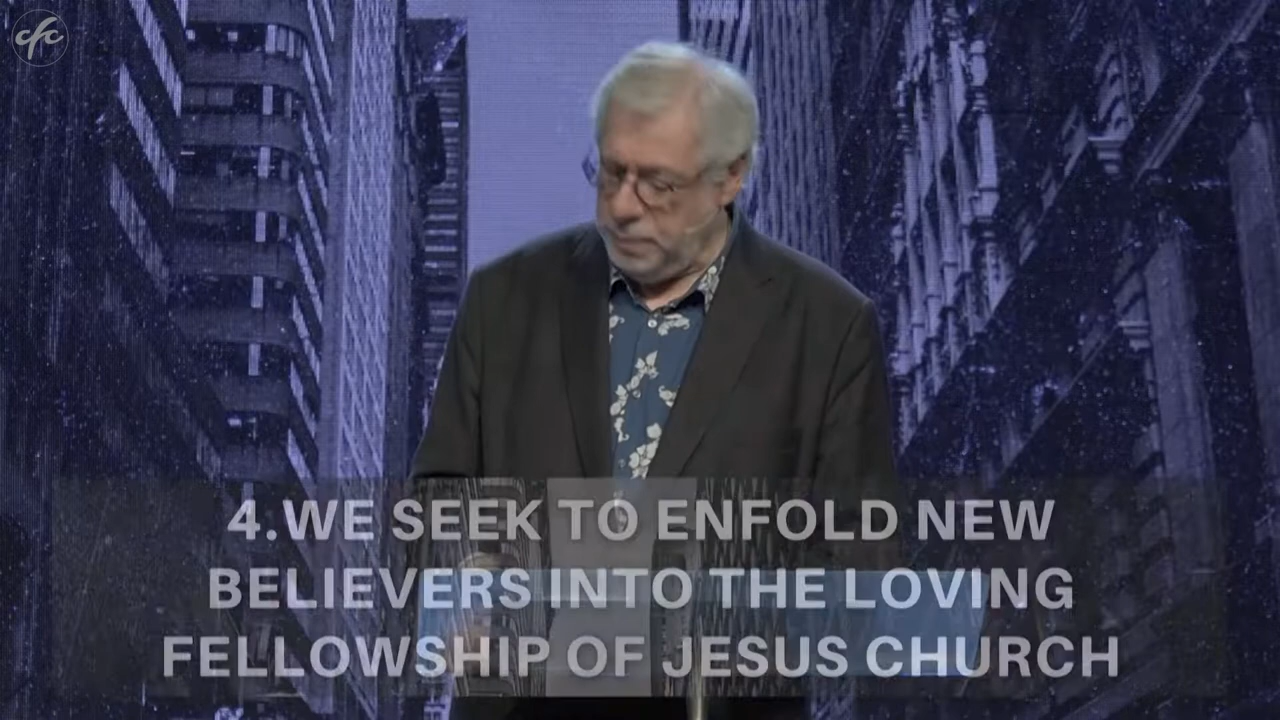 cfc
4.WE SEEK TO ENFOLD NEW
BELIEVERS INTO THE LOVING
FELLOWSHIP OF JESUS CHURCH